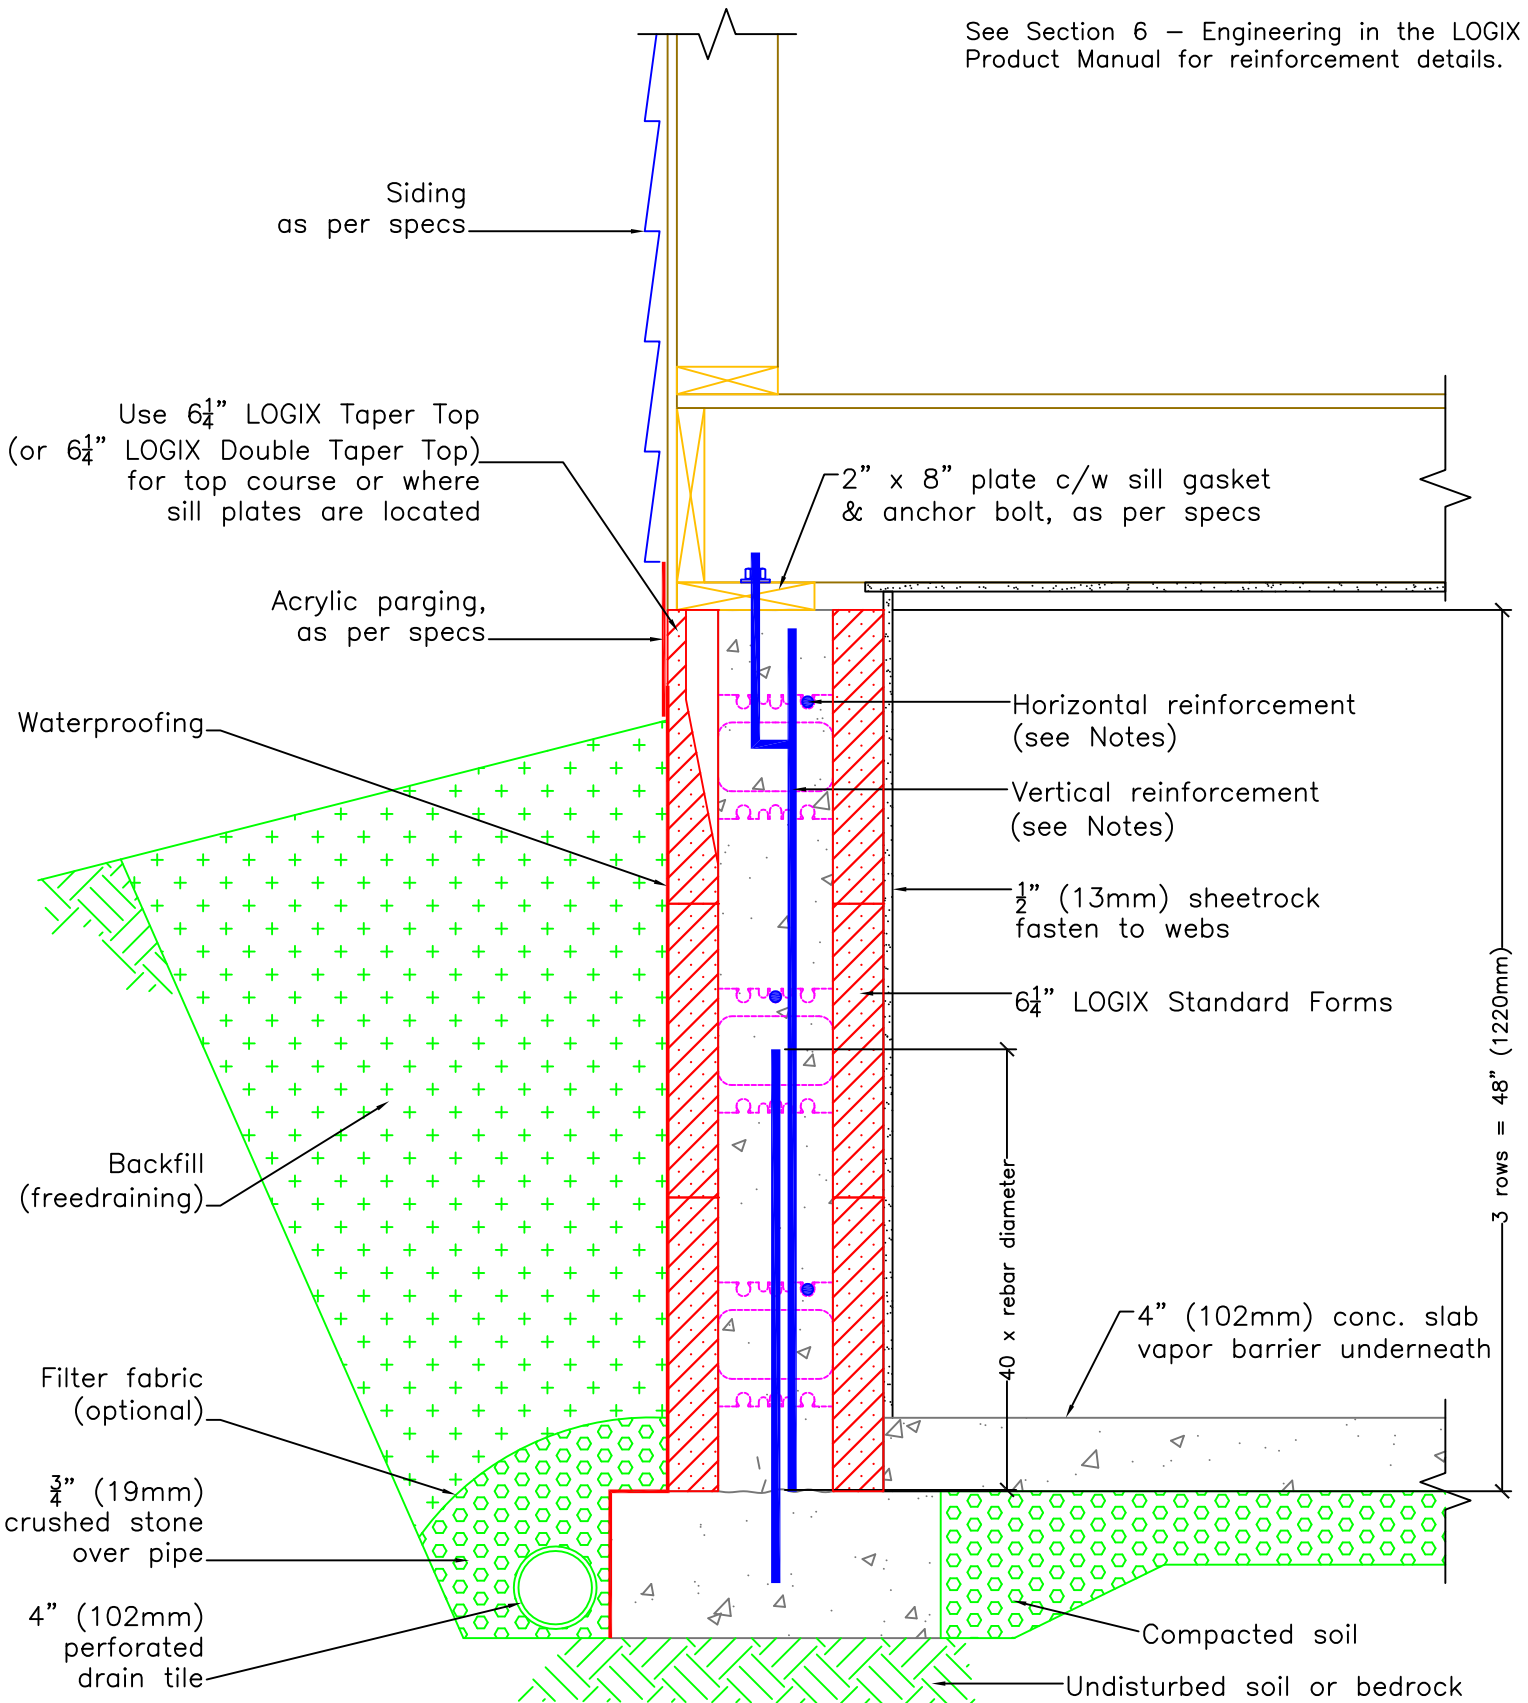 See Section 6 – Engineering in the LOGIX
Product Manual for reinforcement details.
Siding
as per specs
Use 6¼” LOGIX Taper Top
(or 6¼” LOGIX Double Taper Top)
for top course or where
sill plates are located
2” x 8” plate c/w sill gasket
& anchor bolt, as per specs
Acrylic parging,
as per specs
Waterproofing
Horizontal reinforcement
(see Notes)
Vertical reinforcement
(see Notes)
½” (13mm) sheetrock
fasten to webs
6¼” LOGIX Standard Forms
3 rows = 48” (1220mm)
40 x rebar diameter
Backfill
(freedraining)
4” (102mm) conc. slab
vapor barrier underneath
Filter fabric
(optional)
¾” (19mm)
crushed stone
over pipe
4” (102mm)
perforated
drain tile
Compacted soil
Undisturbed soil or bedrock